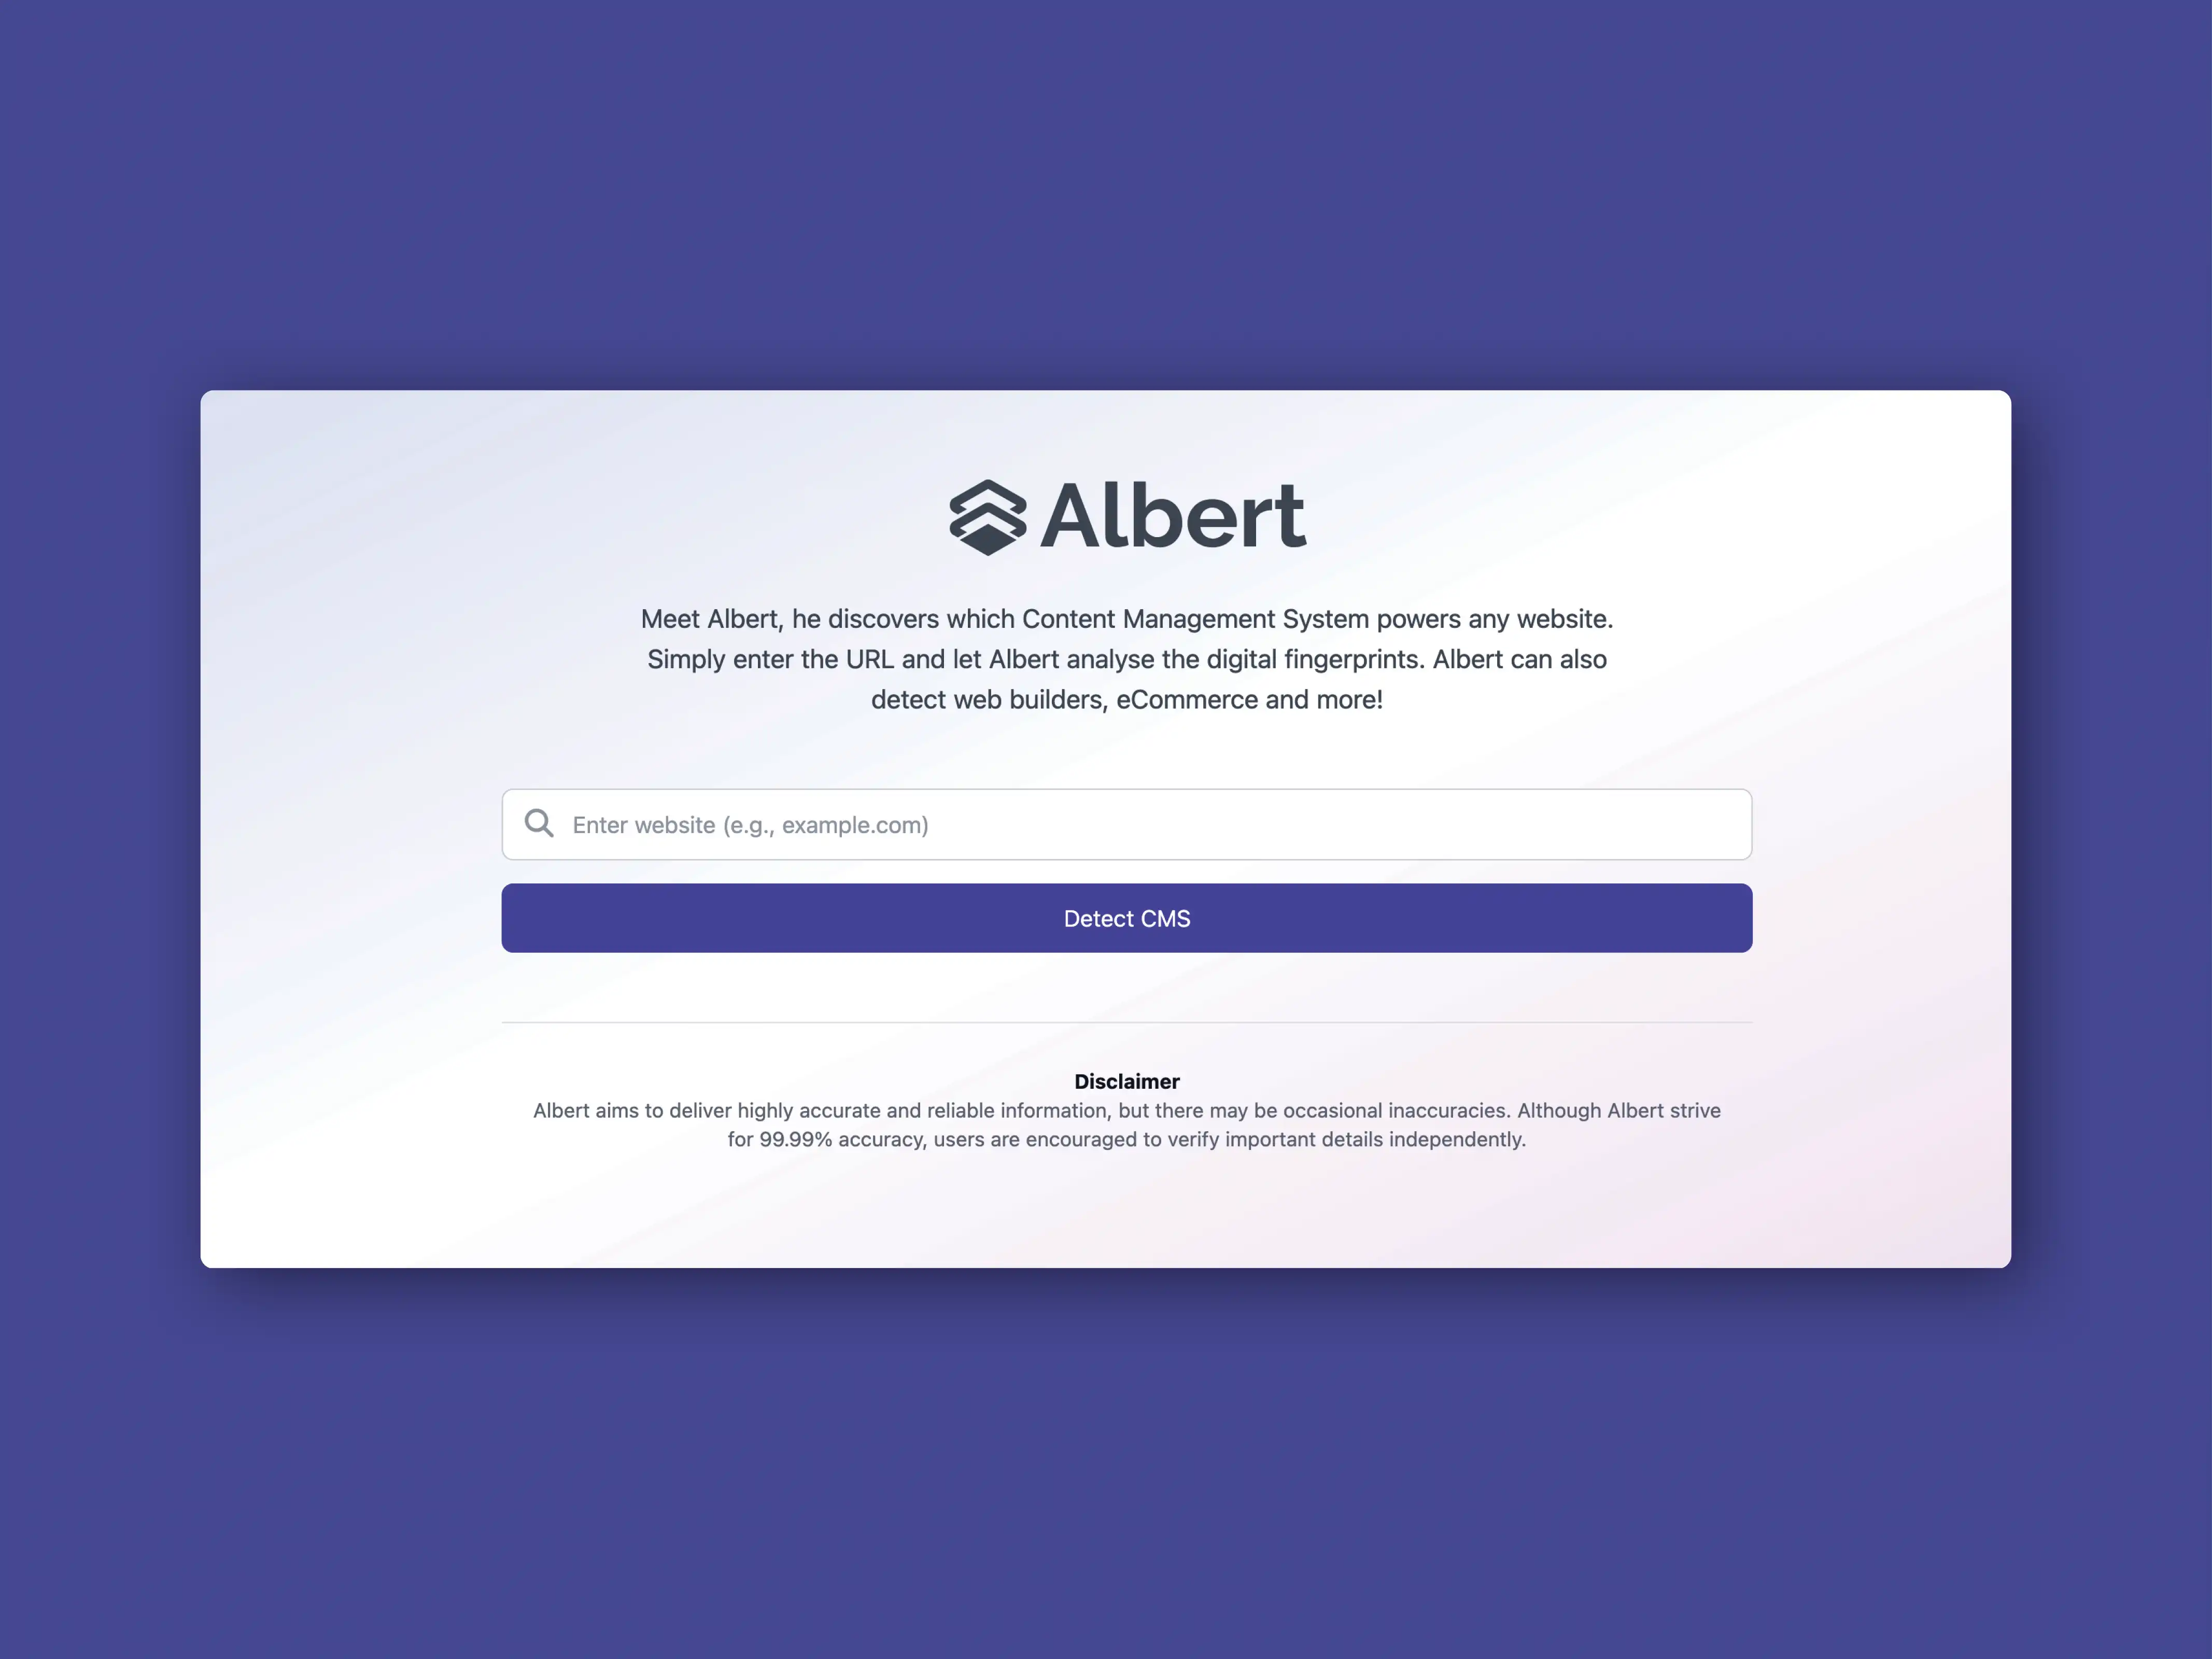 Albert
Meet Albert, he discovers which Content Management System powers any website.
Simply enter the URL and let Albert analyse the digital fingerprints. Albert can also
detect web builders, eCommerce and more!
Enter website (e.g., example.com)
Detect CMS
Disclaimer
Albert aims to deliver highly accurate and reliable information, but there may be occasional inaccuracies. Although Albert strive
for 99.99% accuracy, users are encouraged to verify important details independently.